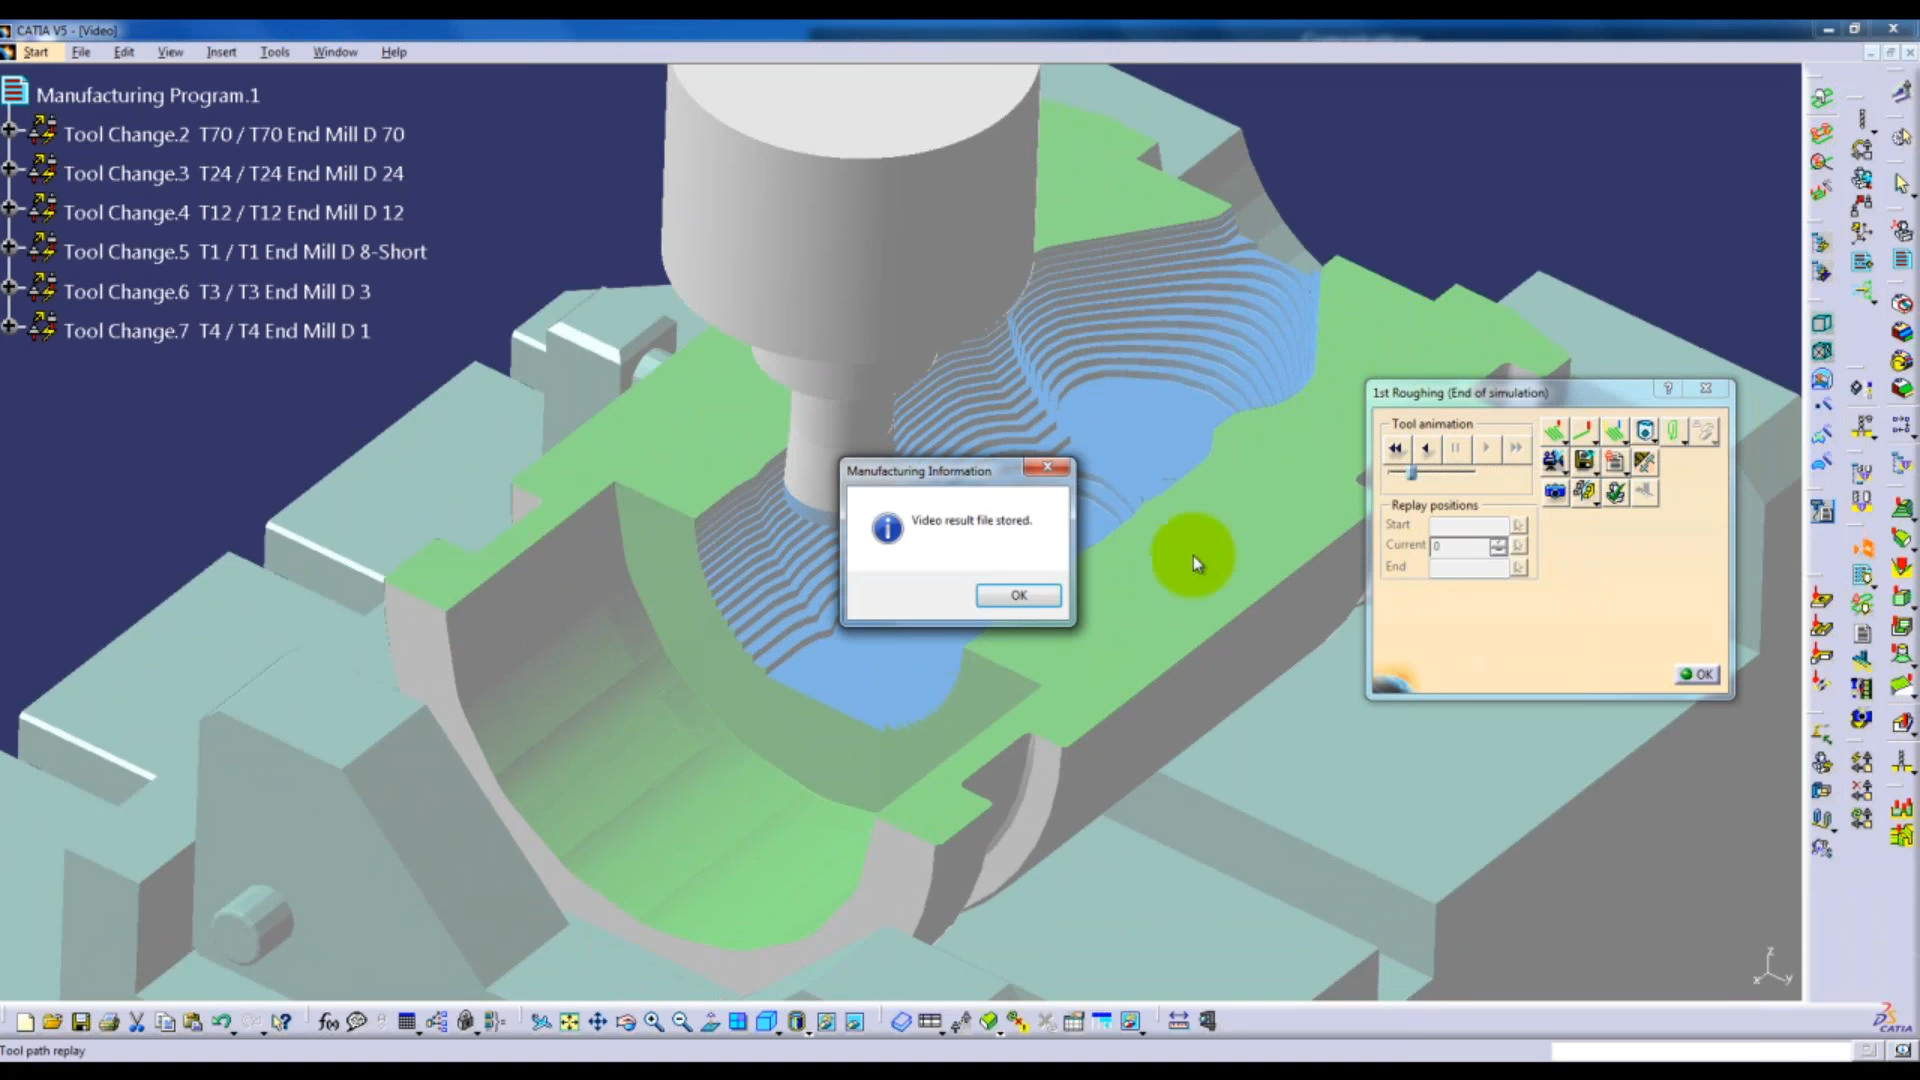 CATIA V5 - [Video]
Start File Edit View Insert Tools Window Help
Manufacturing Program.1
Tool Change.2 T70 / T70 End Mill D 70
Tool Change.3 T24 / T24 End Mill D 24
Tool Change.4 T12 / T12 End Mill D 12
Tool Change.5 T1 / T1 End Mill D 8-Short
Tool Change.6 T3 / T3 End Mill D 3
Tool Change.7 T4 / T4 End Mill D 1
1st Roughing (End of simulation)
Tool animation
Replay positions
Start
Current 0
End
OK
Manufacturing Information
Video result file stored.
OK
z
x y
f(x)
CATIA
Tool path replay